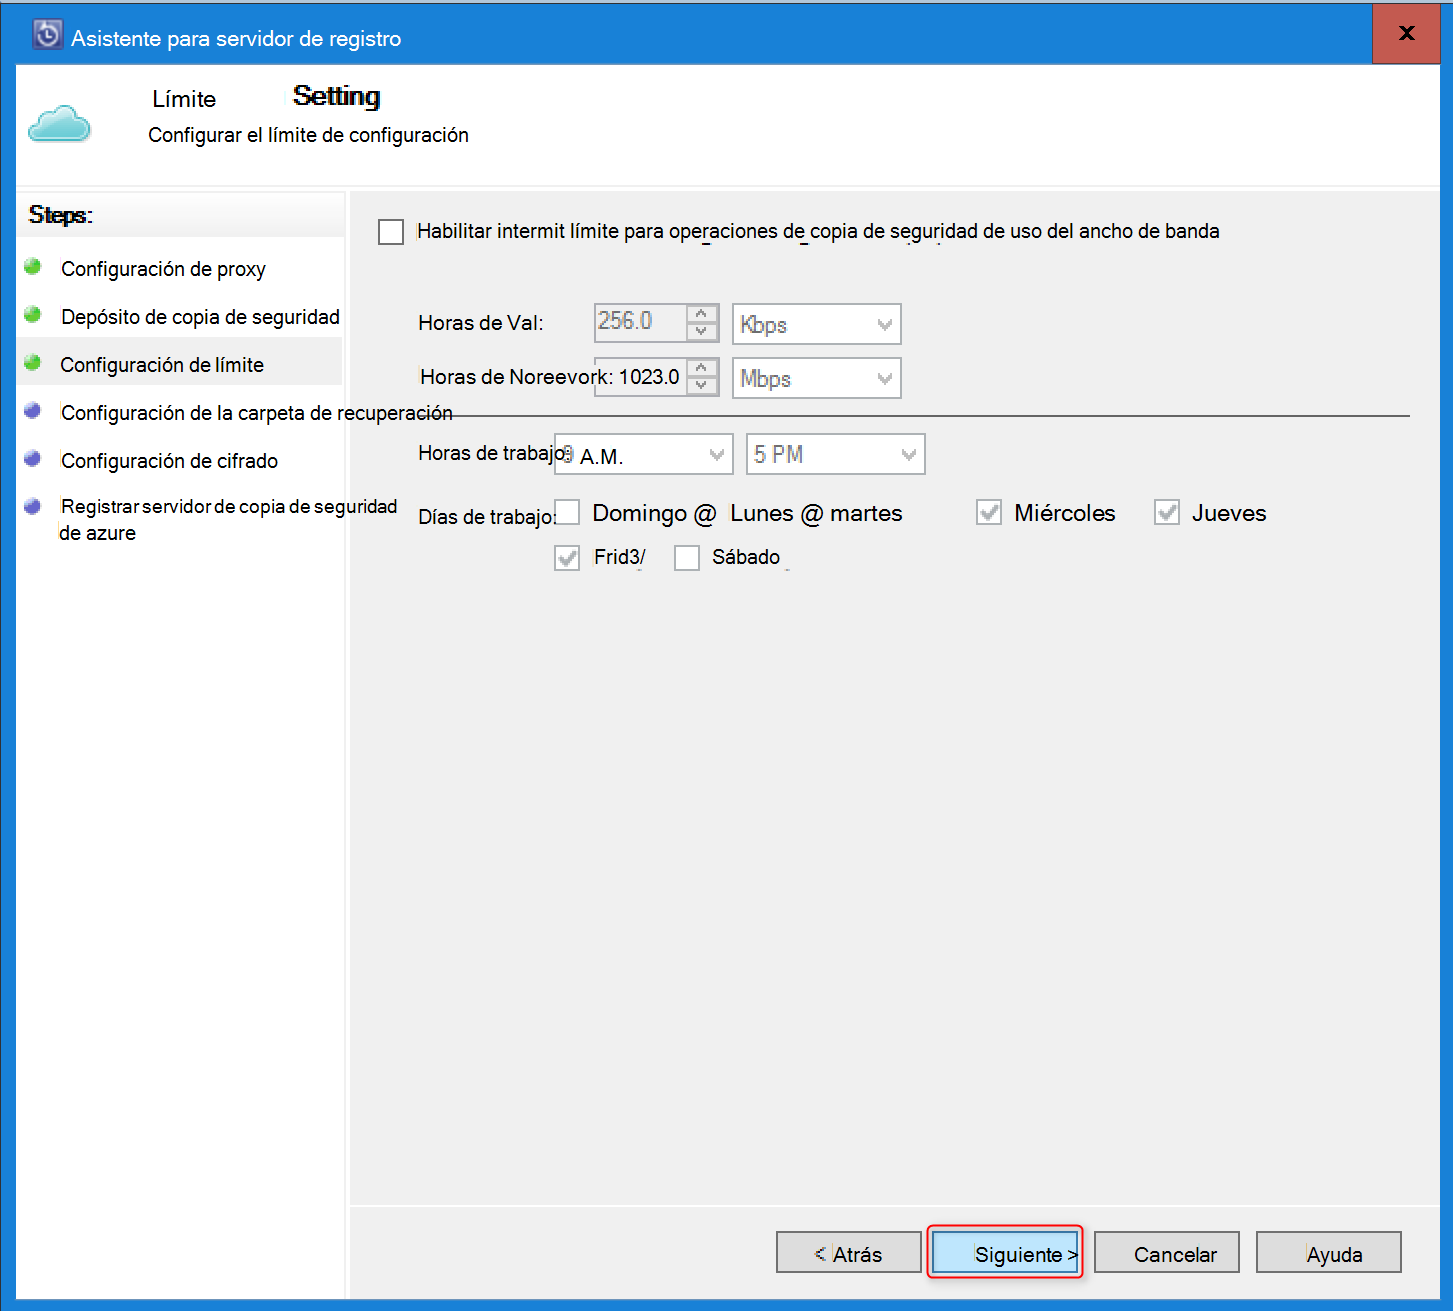 Asistente para servidor de registro
x
Límite Setting
Configurar el límite de configuración
Steps:
Configuración de proxy
Depósito de copia de seguridad
Configuración de límite
Configuración de la carpeta de recuperación
Configuración de cifrado
Registrar servidor de copia de seguridad
de azure
Habilitar intermit límite para operaciones de copia de seguridad de uso del ancho de banda
Horas de Val: 256.0 Kbps
Horas de Noreevork: 1023.0 Mbps
Horas de trabajo: A.M. 5 PM
Días de trabajo: Domingo @ Lunes @ martes Miércoles Jueves
Frid3/ Sábado
< Atrás Siguiente > Cancelar Ayuda